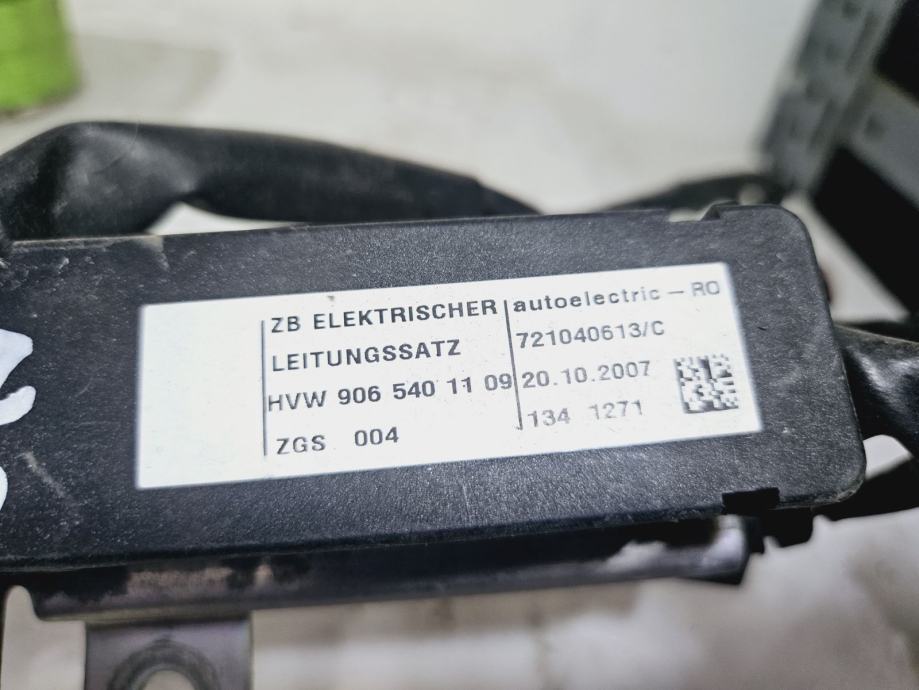 ZB ELEKTRISCHER
LEITUNGSSATZ
HVW 906 540 11 09
ZGS 004
autoelectric - RO
721040613/C
20.10.2007
134 1271